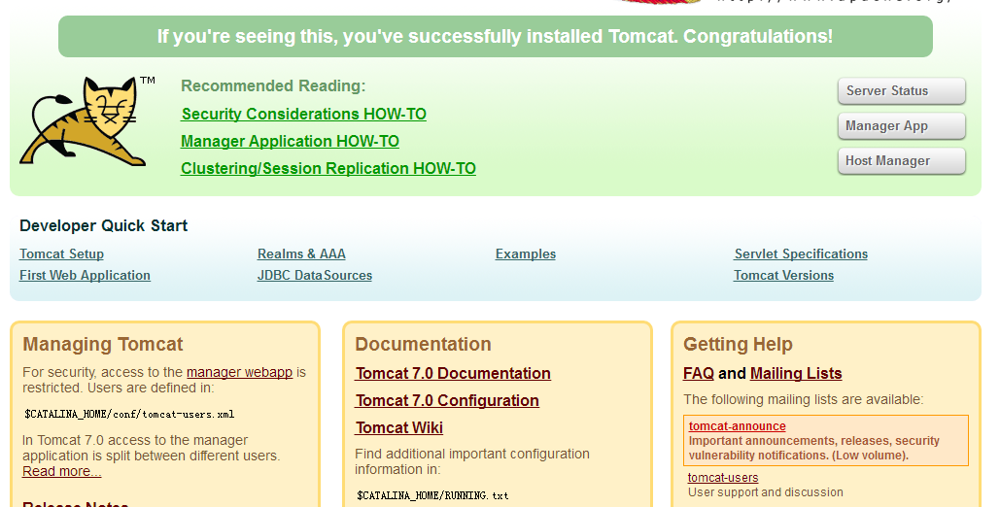 If you're seeing this, you've successfully installed Tomcat. Congratulations!
TM
Recommended Reading:
Security Considerations HOW-TO
Manager Application HOW-TO
Clustering/Session Replication HOW-TO
Server Status
Manager App
Host Manager
Developer Quick Start
Tomcat Setup
First Web Application
Realms & AAA
JDBC DataSources
Examples
Servlet Specifications
Tomcat Versions
Managing Tomcat
For security, access to the manager webapp is
restricted. Users are defined in:
$CATALINA_HOME/conf/tomcat-users.xml
In Tomcat 7.0 access to the manager
application is split between different users.
Read more...
Release Notes
Documentation
Tomcat 7.0 Documentation
Tomcat 7.0 Configuration
Tomcat Wiki
Find additional important configuration
information in:
$CATALINA_HOME/RUNNING.txt
Getting Help
FAQ and Mailing Lists
The following mailing lists are available:
tomcat-announce
Important announcements, releases, security
vulnerability notifications. (Low volume).
tomcat-users
User support and discussion